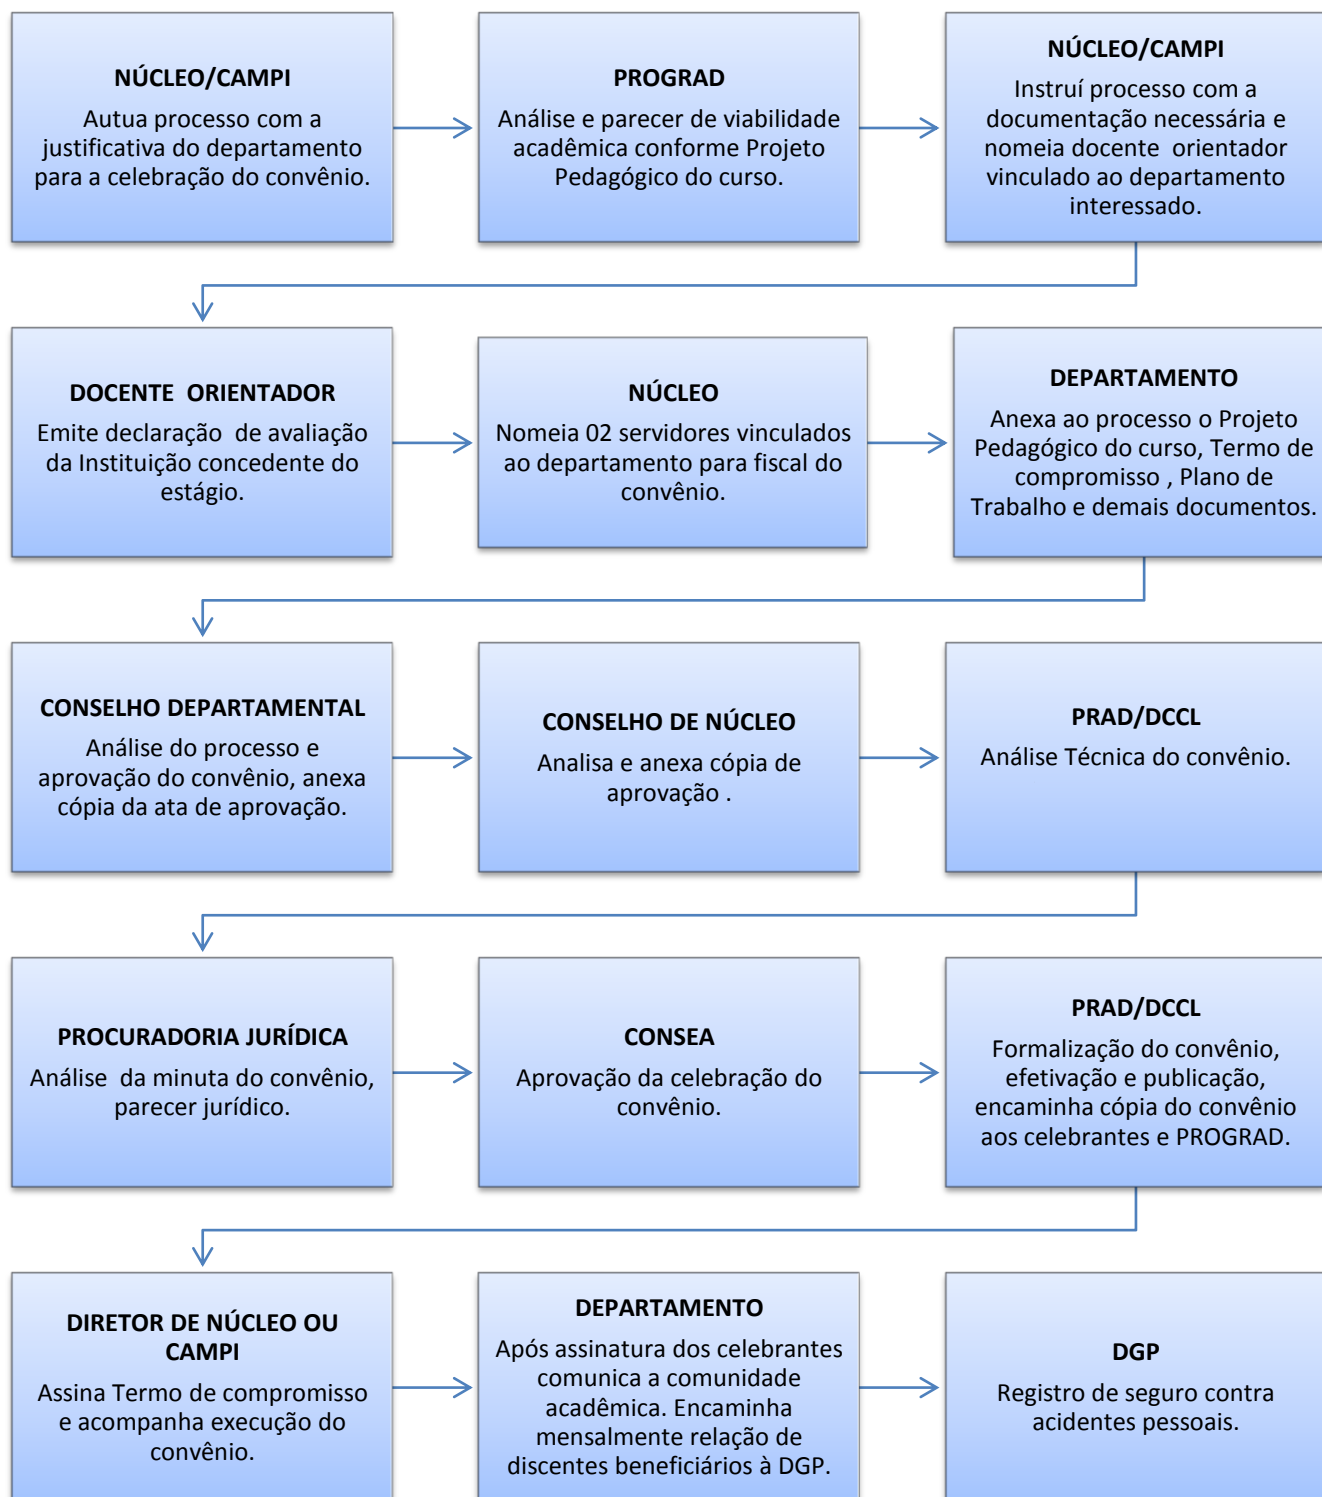 NÚCLEO/CAMPI
Autua processo com a
justificativa do departamento
para a celebração do convênio.
PROGRAD
Análise e parecer de viabilidade
acadêmica conforme Projeto
Pedagógico do curso.
NÚCLEO/CAMPI
Instruí processo com a
documentação necessária e
nomeia docente orientador
vinculado ao departamento
interessado.
DOCENTE ORIENTADOR
Emite declaração de avaliação
da Instituição concedente do
estágio.
NÚCLEO
Nomeia 02 servidores vinculados
ao departamento para fiscal do
convênio.
DEPARTAMENTO
Anexa ao processo o Projeto
Pedagógico do curso, Termo de
compromisso , Plano de
Trabalho e demais documentos.
CONSELHO DEPARTAMENTAL
Análise do processo e
aprovação do convênio, anexa
cópia da ata de aprovação.
CONSELHO DE NÚCLEO
Analisa e anexa cópia de
aprovação .
PRAD/DCCL
Análise Técnica do convênio.
PROCURADORIA JURÍDICA
Análise da minuta do convênio,
parecer jurídico.
CONSEA
Aprovação da celebração do
convênio.
PRAD/DCCL
Formalização do convênio,
efetivação e publicação,
encaminha cópia do convênio
aos celebrantes e PROGRAD.
DIRETOR DE NÚCLEO OU
CAMPI
Assina Termo de compromisso
e acompanha execução do
convênio.
DEPARTAMENTO
Após assinatura dos celebrantes
comunica a comunidade
acadêmica. Encaminha
mensalmente relação de
discentes beneficiários à DGP.
DGP
Registro de seguro contra
acidentes pessoais.